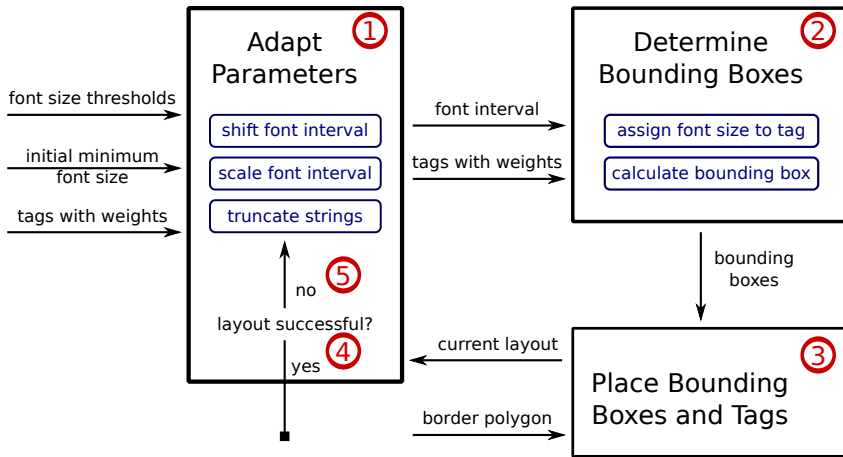 Adapt
Parameters
1
font size thresholds
initial minimum
font size
tags with weights
shift font interval
scale font interval
truncate strings
5
no
layout successful?
4
yes
font interval
tags with weights
Determine
Bounding Boxes
2
assign font size to tag
calculate bounding box
bounding
boxes
current layout
border polygon
3
Place Bounding
Boxes and Tags